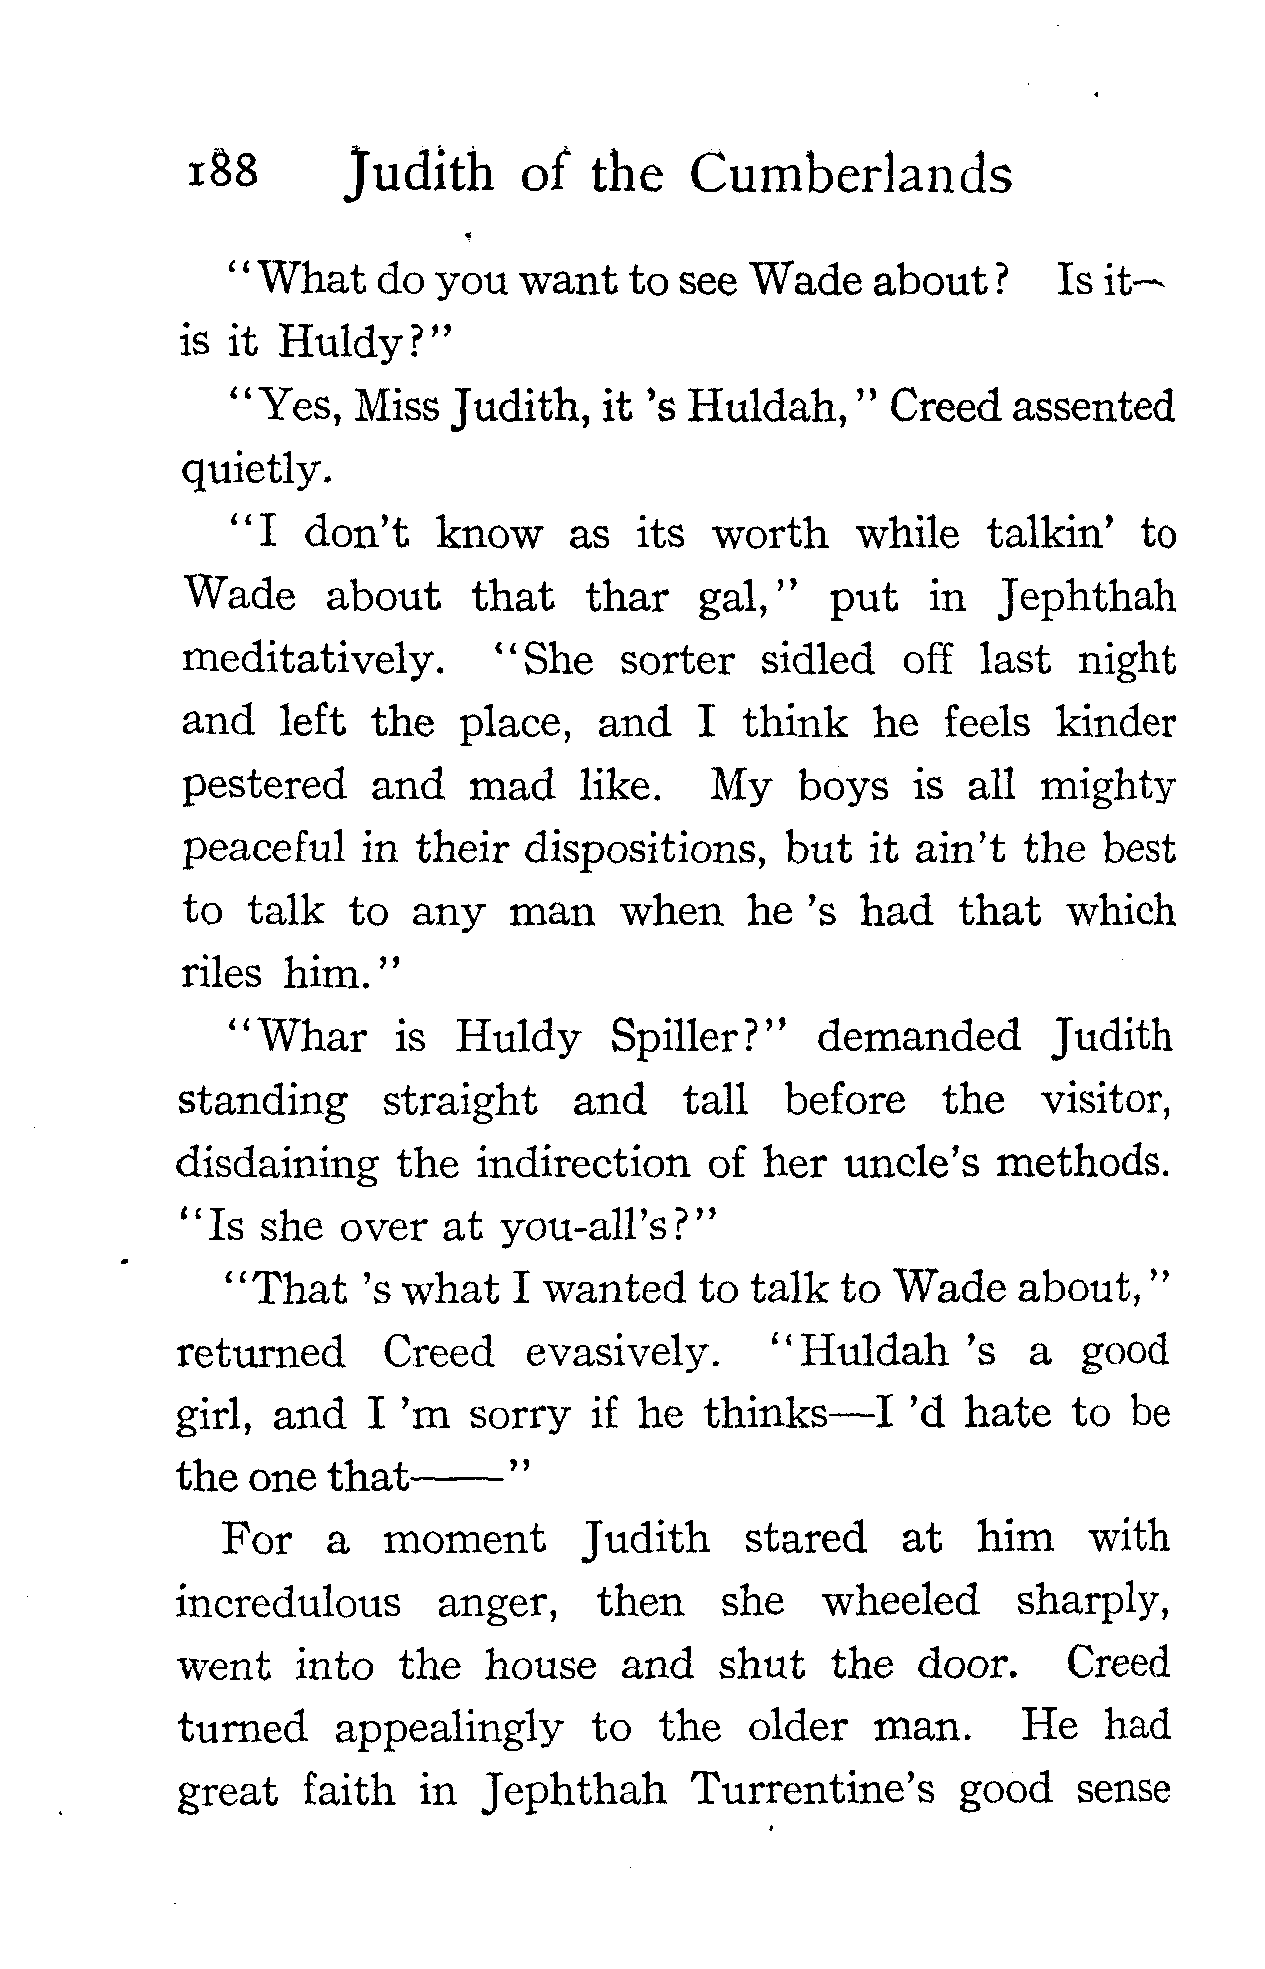 188 Judith of the Cumberlands
"What do you want to see Wade about? Is it—
is it Huldy?"
"Yes, Miss Judith, it 's Huldah," Creed assented
quietly.
"I don't know as its worth while talkin' to
Wade about that thar gal," put in Jephthah
meditatively. "She sorter sidled off last night
and left the place, and I think he feels kinder
pestered and mad like. My boys is all mighty
peaceful in their dispositions, but it ain't the best
to talk to any man when he 's had that which
riles him."
"Whar is Huldy Spiller?" demanded Judith
standing straight and tall before the visitor,
disdaining the indirection of her uncle's methods.
"Is she over at you-all's?"
"That 's what I wanted to talk to Wade about,"
returned Creed evasively. "Huldah 's a good
girl, and I 'm sorry if he thinks—I 'd hate to be
the one that——"
For a moment Judith stared at him with
incredulous anger, then she wheeled sharply,
went into the house and shut the door. Creed
turned appealingly to the older man. He had
great faith in Jephthah Turrentine's good sense